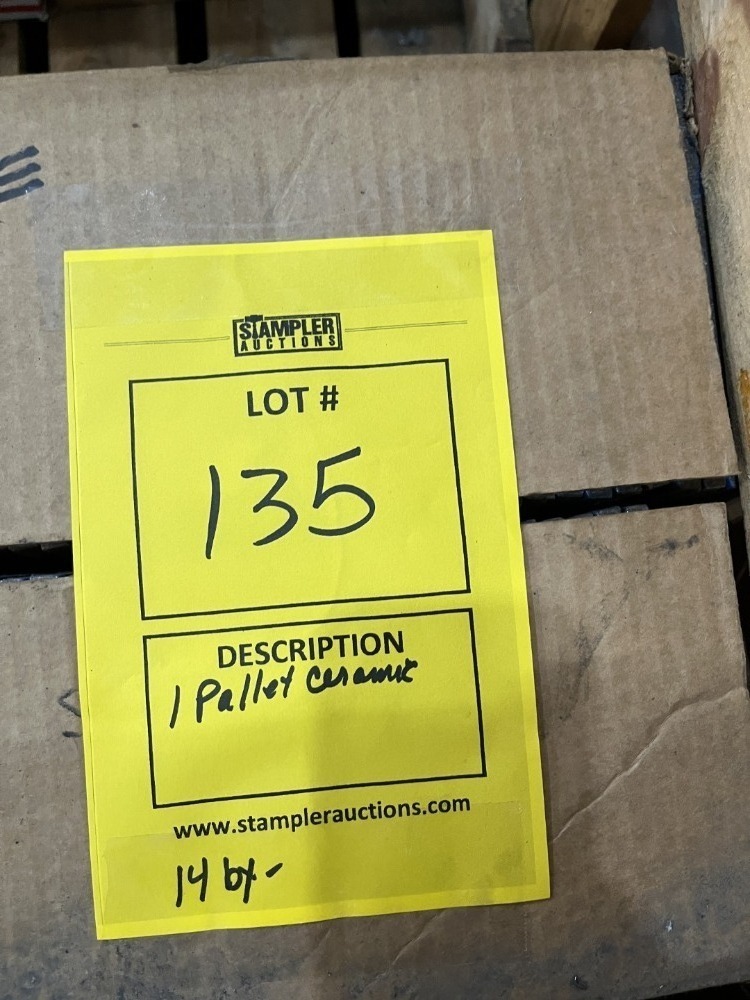 STAMPLER
AUCTIONS
LOT #
135
DESCRIPTION
1 Pallet Ceramic
www.stamplerauctions.com
14 bx-